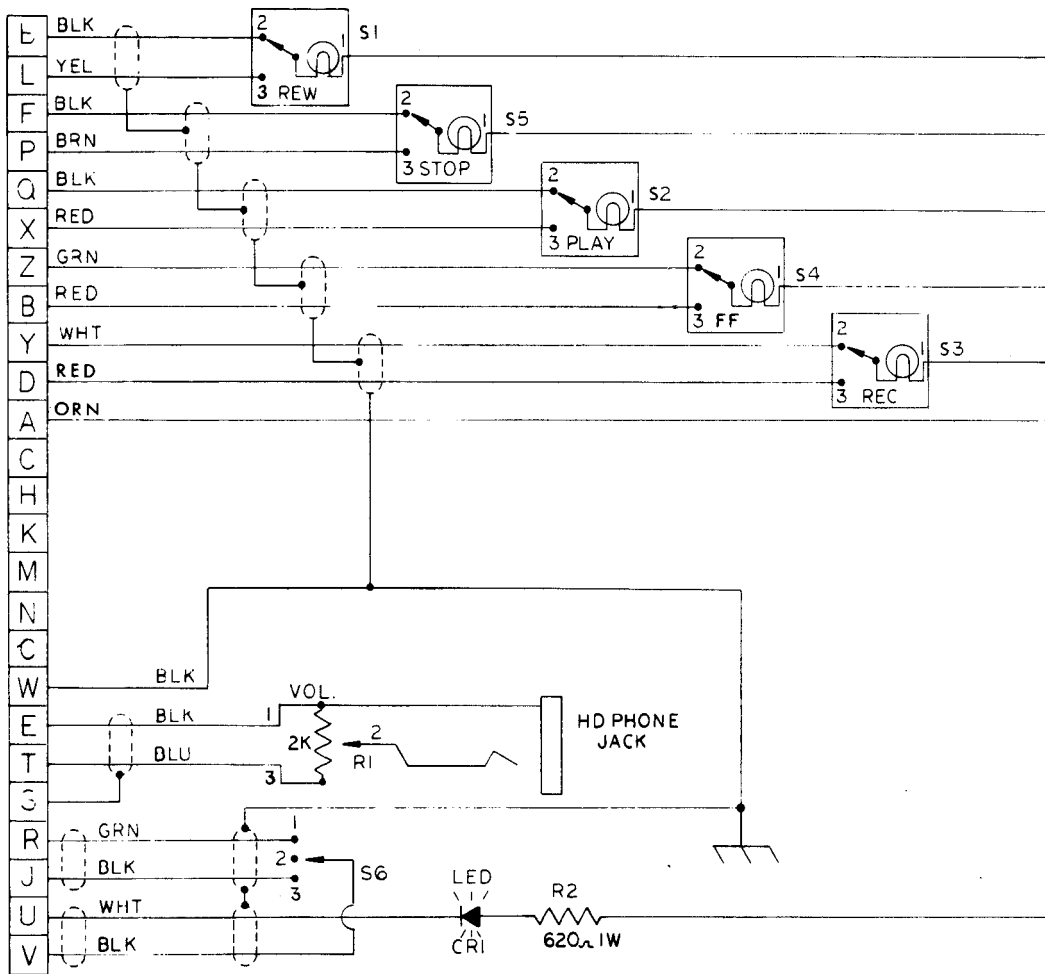 E BLK
L YEL
F BLK
P BRN
Q BLK
X RED
Z GRN
B RED
Y WHT
D RED
A ORN
C
H
K
M
N
C
W BLK
E BLK
T BLU
S
R GRN
J BLK
U WHT
V BLK
2 1 S1
3 REW
2 1 S5
3 STOP
2 1 S2
3 PLAY
2 1 S4
3 FF
2 1 S3
3 REC
VOL.
1
2K
2
R1
3
HD PHONE
JACK
1
2
3
S6
LED
CR1
R2
620Ω 1W